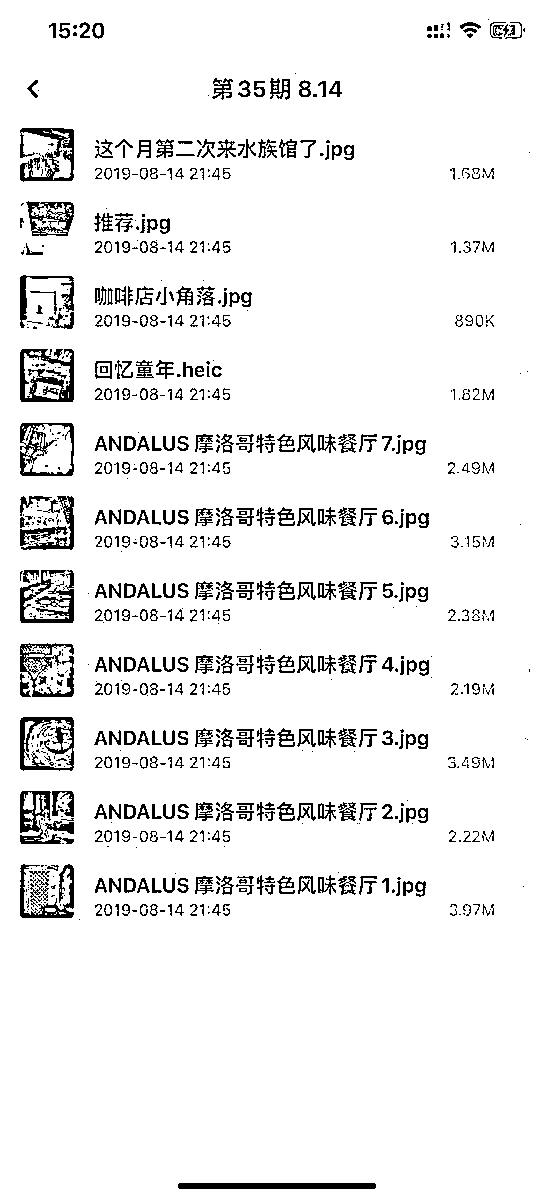 15:20
第35期 8.14
这个月第二次来水族馆了.jpg
2019-08-14 21:45 1.68M
推荐.jpg
2019-08-14 21:45 1.37M
咖啡店小角落.jpg
2019-08-14 21:45 890K
回忆童年.heic
2019-08-14 21:45 1.82M
ANDALUS 摩洛哥特色风味餐厅7.jpg
2019-08-14 21:45 2.49M
ANDALUS 摩洛哥特色风味餐厅6.jpg
2019-08-14 21:45 3.15M
ANDALUS 摩洛哥特色风味餐厅5.jpg
2019-08-14 21:45 2.38M
ANDALUS 摩洛哥特色风味餐厅4.jpg
2019-08-14 21:45 2.19M
ANDALUS 摩洛哥特色风味餐厅3.jpg
2019-08-14 21:45 3.49M
ANDALUS 摩洛哥特色风味餐厅2.jpg
2019-08-14 21:45 2.22M
ANDALUS 摩洛哥特色风味餐厅1.jpg
2019-08-14 21:45 3.97M